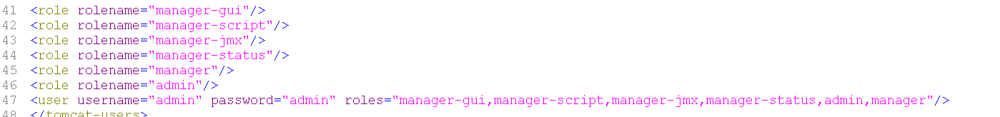 41 <role rolename="manager-gui"/>
42 <role rolename="manager-script"/>
43 <role rolename="manager-jmx"/>
44 <role rolename="manager-status"/>
45 <role rolename="manager"/>
46 <role rolename="admin"/>
47 <user username="admin" password="admin" roles="manager-gui,manager-script,manager-jmx,manager-status,admin,manager"/>
48 </tomcat-users>